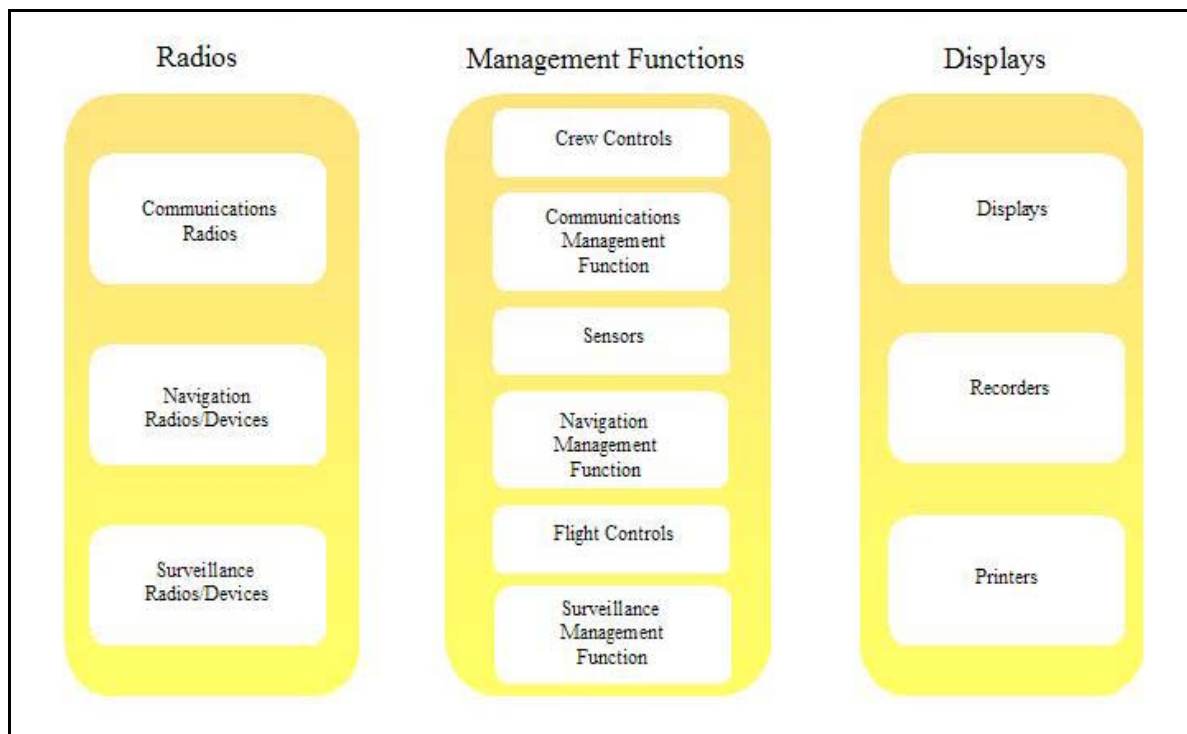 Radios
Communications
Radios
Navigation
Radios/Devices
Surveillance
Radios/Devices
Management Functions
Crew Controls
Communications
Management
Function
Sensors
Navigation
Management
Function
Flight Controls
Surveillance
Management
Function
Displays
Displays
Recorders
Printers